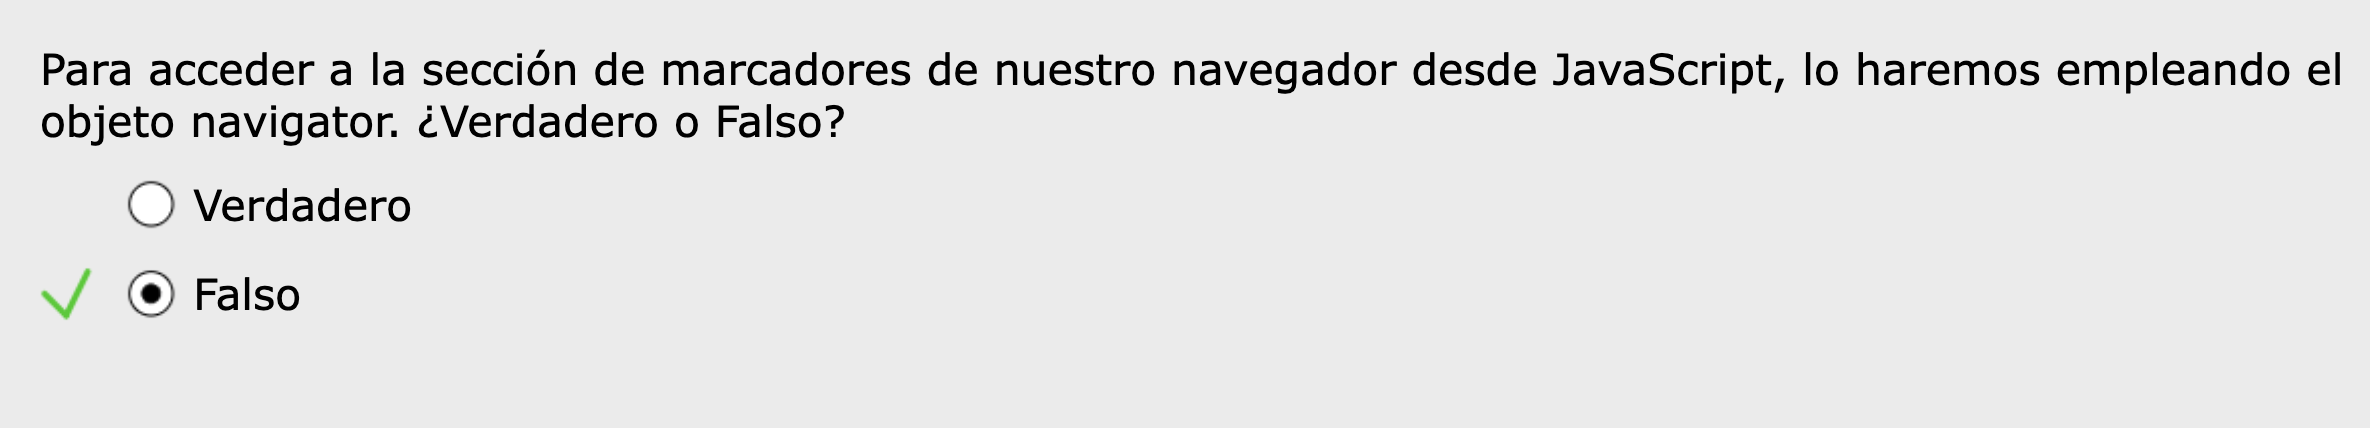 Para acceder a la sección de marcadores de nuestro navegador desde JavaScript, lo haremos empleando el
objeto navigator. ¿Verdadero o Falso?
Verdadero
Falso